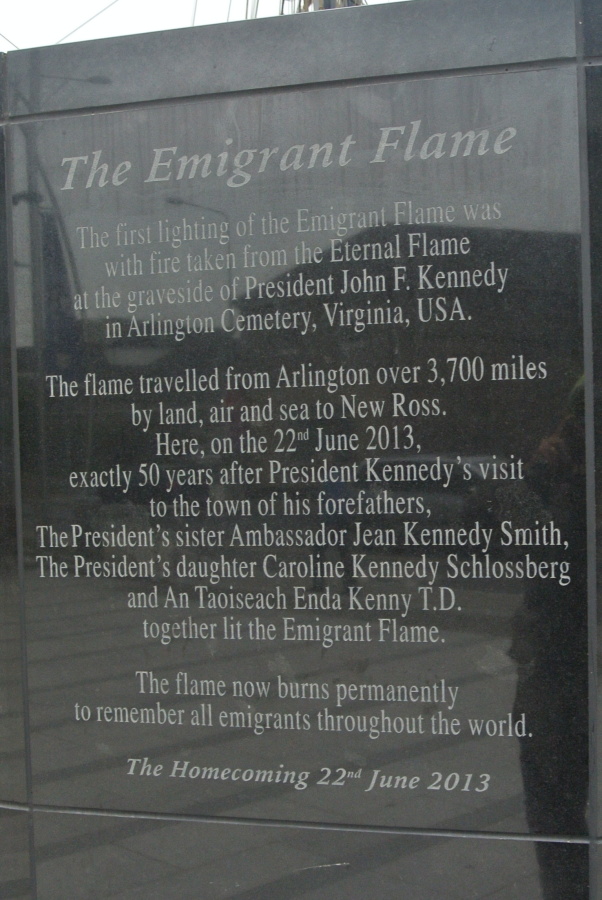 The Emigrant Flame
The first lighting of the Emigrant Flame was
with fire taken from the Eternal Flame
at the graveside of President John F. Kennedy
in Arlington Cemetery, Virginia, USA.
The flame travelled from Arlington over 3,700 miles
by land, air and sea to New Ross.
Here, on the 22nd June 2013,
exactly 50 years after President Kennedy's visit
to the town of his forefathers,
The President's sister Ambassador Jean Kennedy Smith,
The President's daughter Caroline Kennedy Schlossberg
and An Taoiseach Enda Kenny T.D.
together lit the Emigrant Flame.
The flame now burns permanently
to remember all emigrants throughout the world.
The Homecoming 22nd June 2013